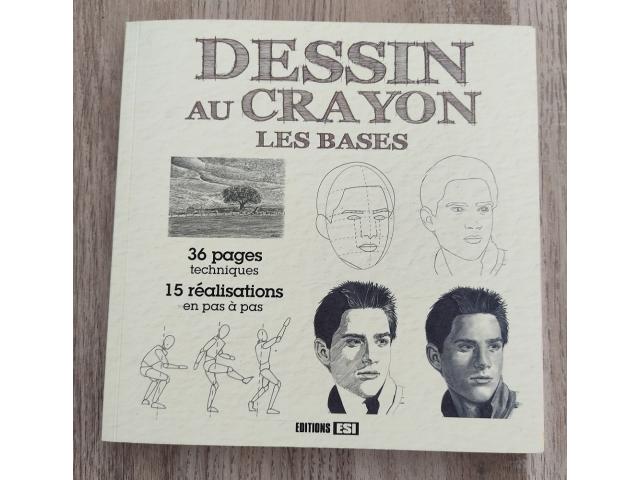 DESSIN
AU CRAYON
LES BASES
36 pages
techniques
15 réalisations
en pas à pas
EDITIONS ESI